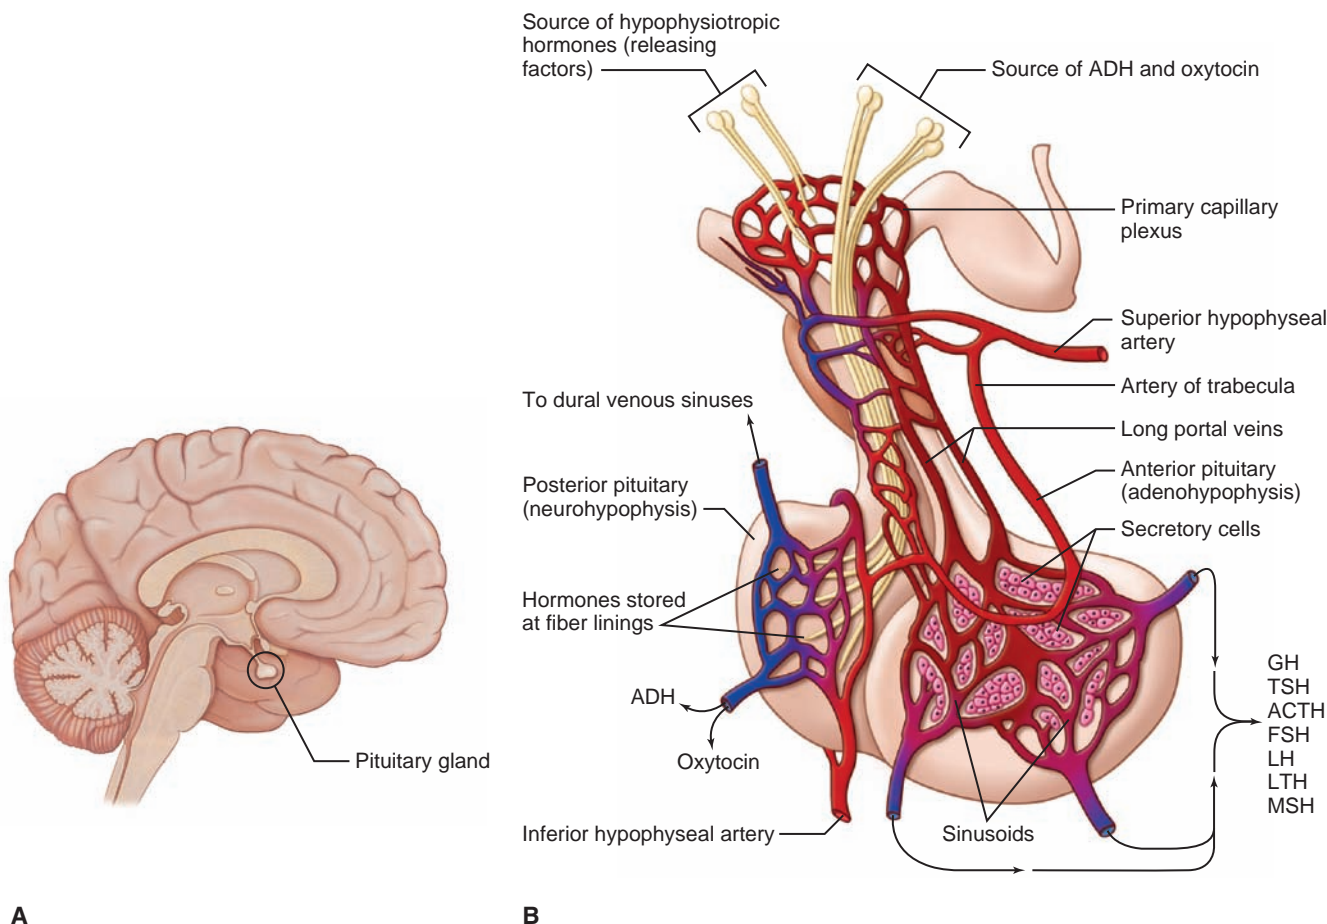 Source of hypophysiotropic
hormones (releasing
factors)
Source of ADH and oxytocin
Primary capillary
plexus
Superior hypophyseal
artery
Artery of trabecula
To dural venous sinuses
Long portal veins
Posterior pituitary
(neurohypophysis)
Anterior pituitary
(adenohypophysis)
Secretory cells
Hormones stored
at fiber linings
GH
TSH
ACTH
FSH
LH
LTH
MSH
ADH
Oxytocin
Pituitary gland
Inferior hypophyseal artery
Sinusoids
A
B